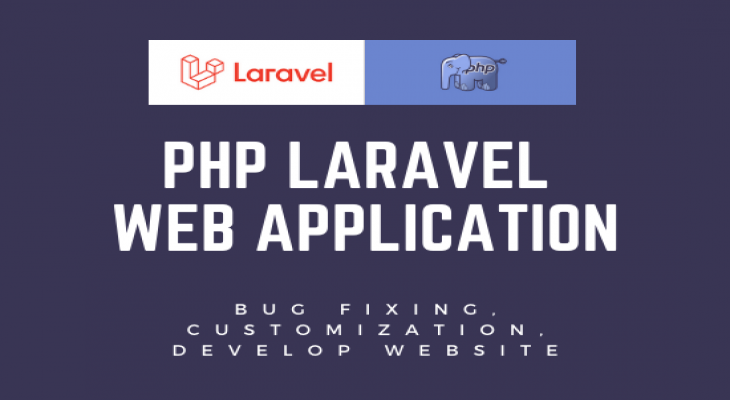 Laravel
php
PHP LARAVEL
WEB APPLICATION
BUG FIXING,
CUSTOMIZATION,
DEVELOP WEBSITE